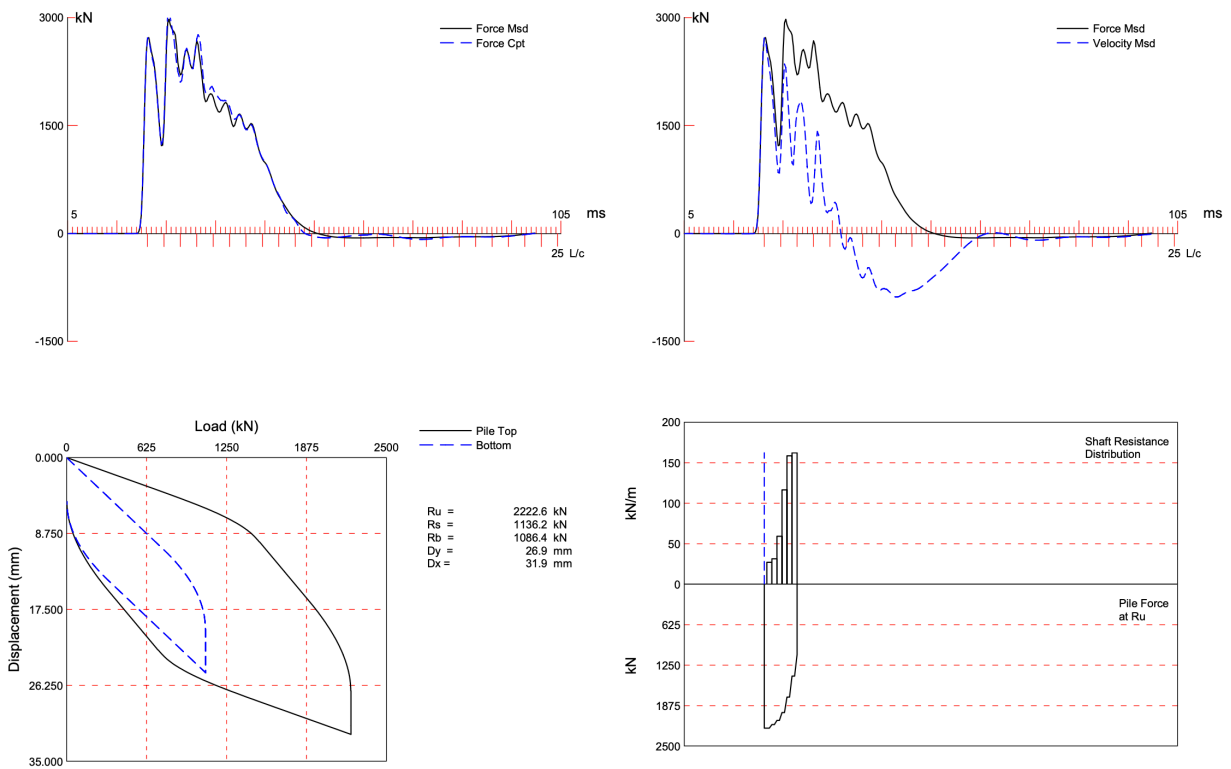 3000 kN
Force Msd
Force Cpt
1500
5
105 ms
0
25 L/c
-1500
3000 kN
Force Msd
Velocity Msd
1500
5
105 ms
0
25 L/c
-1500
Load (kN)
0 625 1250 1875 2500
Pile Top
Bottom
0.000
8.750
17.500
26.250
35.000
Displacement (mm)
Ru = 2222.6 kN
Rs = 1136.2 kN
Rb = 1086.4 kN
Dy = 26.9 mm
Dx = 31.9 mm
200
150
100
50
0
kN/m
Shaft Resistance
Distribution
Pile Force
at Ru
625
1250
1875
2500
kN